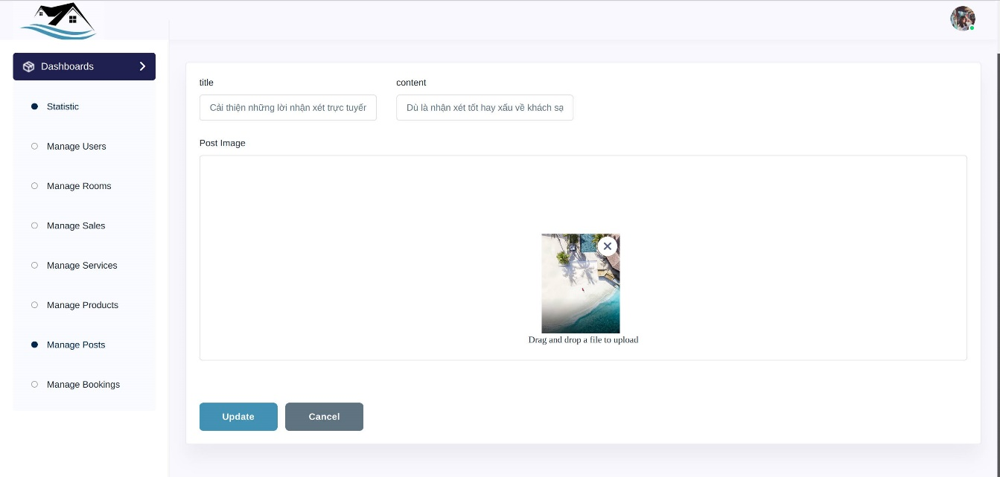 Dashboards
Statistic
Manage Users
Manage Rooms
Manage Sales
Manage Services
Manage Products
Manage Posts
Manage Bookings
title
content
Cải thiện những lời nhận xét trực tuyến
Dù là nhận xét tốt hay xấu về khách sạ
Post Image
Drag and drop a file to upload
Update
Cancel